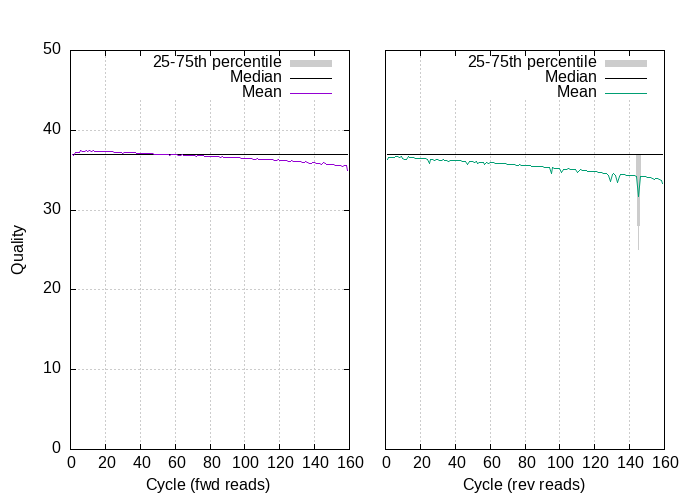 50
40
30
20
10
0
Quality
25-75th percentile
Median
Mean
0 20 40 60 80 100 120 140 160
Cycle (fwd reads)
25-75th percentile
Median
Mean
0 20 40 60 80 100 120 140 160
Cycle (rev reads)